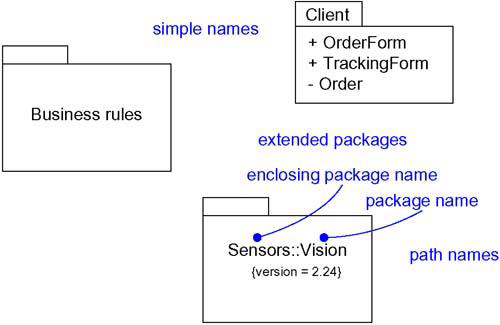 simple names
Client
+ OrderForm
+ TrackingForm
- Order
Business rules
extended packages
enclosing package name
package name
Sensors::Vision
{version = 2.24}
path names